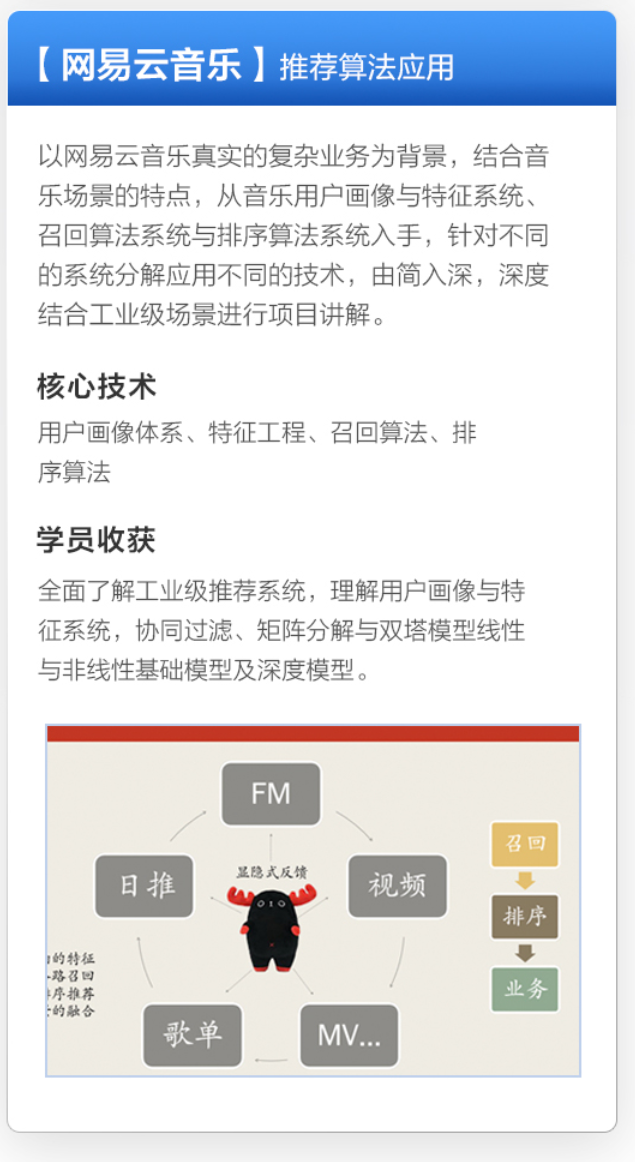 【网易云音乐】推荐算法应用
以网易云音乐真实的复杂业务为背景，结合音
乐场景的特点，从音乐用户画像与特征系统、
召回算法系统与排序算法系统入手，针对不同
的系统分解应用不同的技术，由简入深，深度
结合工业级场景进行项目讲解。
核心技术
用户画像体系、特征工程、召回算法、排
序算法
学员收获
全面了解工业级推荐系统，理解用户画像与特
征系统，协同过滤、矩阵分解与双塔模型线性
与非线性基础模型及深度模型。
FM
日推
显隐式反馈
视频
歌单
MV...
的特征
路召回
序推荐
的融合
召回
排序
业务